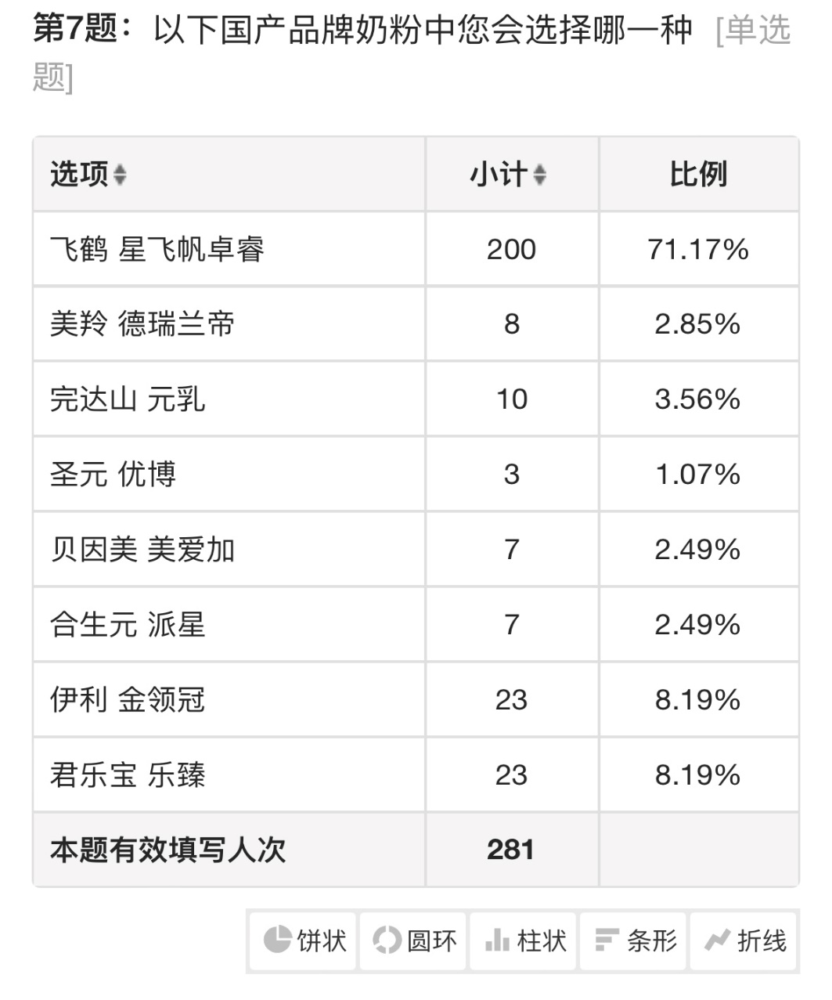 第7题：以下国产品牌奶粉中您会选择哪一种 [单选
题]
选项 小计 比例
飞鹤 星飞帆卓睿 200 71.17%
美羚 德瑞兰帝 8 2.85%
完达山 元乳 10 3.56%
圣元 优博 3 1.07%
贝因美 美爱加 7 2.49%
合生元 派星 7 2.49%
伊利 金领冠 23 8.19%
君乐宝 乐臻 23 8.19%
本题有效填写人次 281
饼状 圆环 柱状 条形 折线